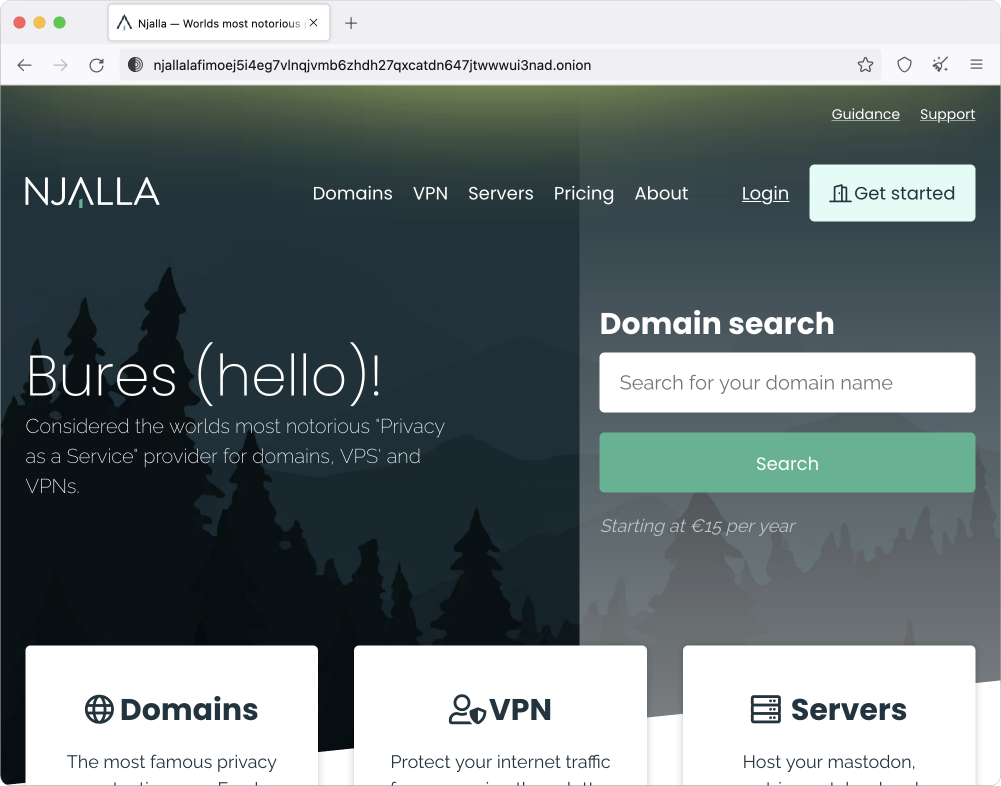 Njalla — Worlds most notorious
njallalafimoej5i4eg7vlnqjvmb6zhdh27qxcatdn647jtwwwui3nad.onion
Guidance Support
NJALLA Domains VPN Servers Pricing About Login Get started
Domain search
Bures (hello)!
Search for your domain name
Considered the worlds most notorious "Privacy
as a Service" provider for domains, VPS' and
VPNs.
Search
Starting at €15 per year
Domains
The most famous privacy
VPN
Protect your internet traffic
Servers
Host your mastodon,